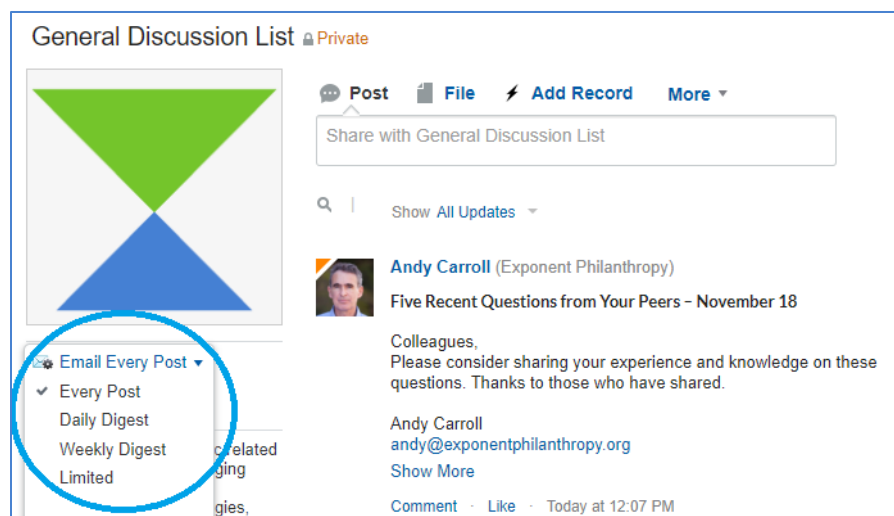 General Discussion List Private
Post File Add Record More
Share with General Discussion List
Show All Updates
Andy Carroll (Exponent Philanthropy)
Five Recent Questions from Your Peers – November 18
Colleagues,
Please consider sharing your experience and knowledge on these
questions. Thanks to those who have shared.
Andy Carroll
andy@exponentphilanthropy.org
Show More
Comment · Like · Today at 12:07 PM
Email Every Post
Every Post
Daily Digest
Weekly Digest
Limited
related
ging
gies,